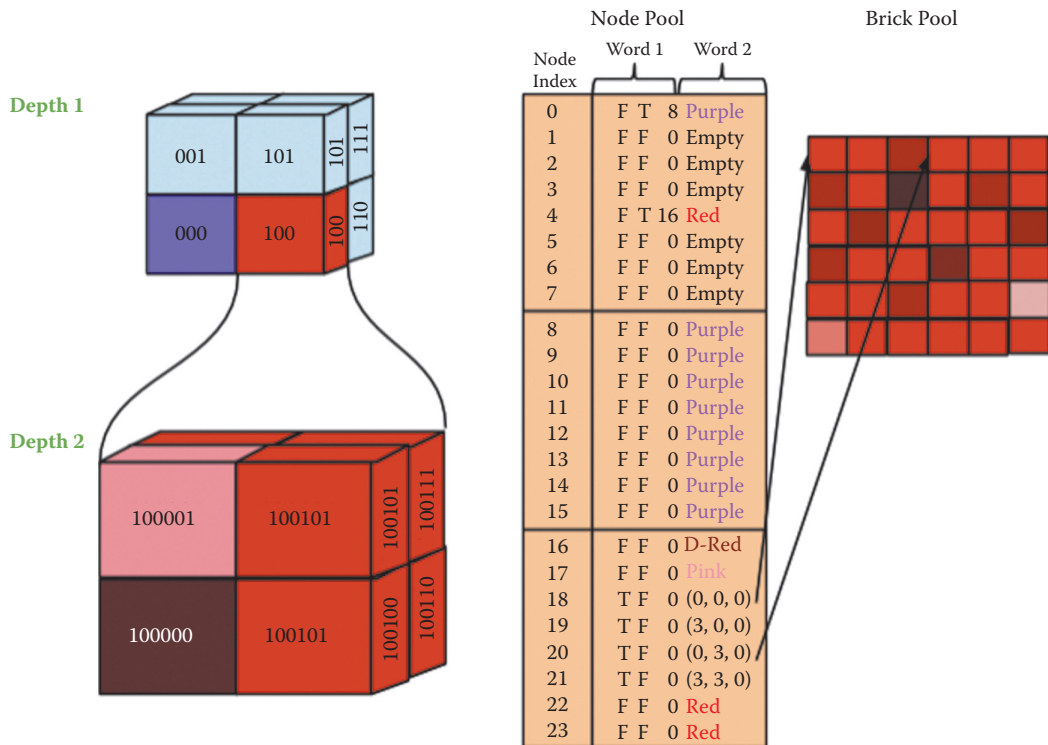 Depth 1
001
101
101
111
000
100
100
110
Depth 2
100001
100101
100101
100111
100000
100101
100100
100110
Node Pool
Node
Index
Word 1
Word 2
0 F T 8 Purple
1 F F 0 Empty
2 F F 0 Empty
3 F F 0 Empty
4 F T 16 Red
5 F F 0 Empty
6 F F 0 Empty
7 F F 0 Empty
8 F F 0 Purple
9 F F 0 Purple
10 F F 0 Purple
11 F F 0 Purple
12 F F 0 Purple
13 F F 0 Purple
14 F F 0 Purple
15 F F 0 Purple
16 F F 0 D-Red
17 F F 0 Pink
18 T F 0 (0, 0, 0)
19 T F 0 (3, 0, 0)
20 T F 0 (0, 3, 0)
21 T F 0 (3, 3, 0)
22 F F 0 Red
23 F F 0 Red
Brick Pool